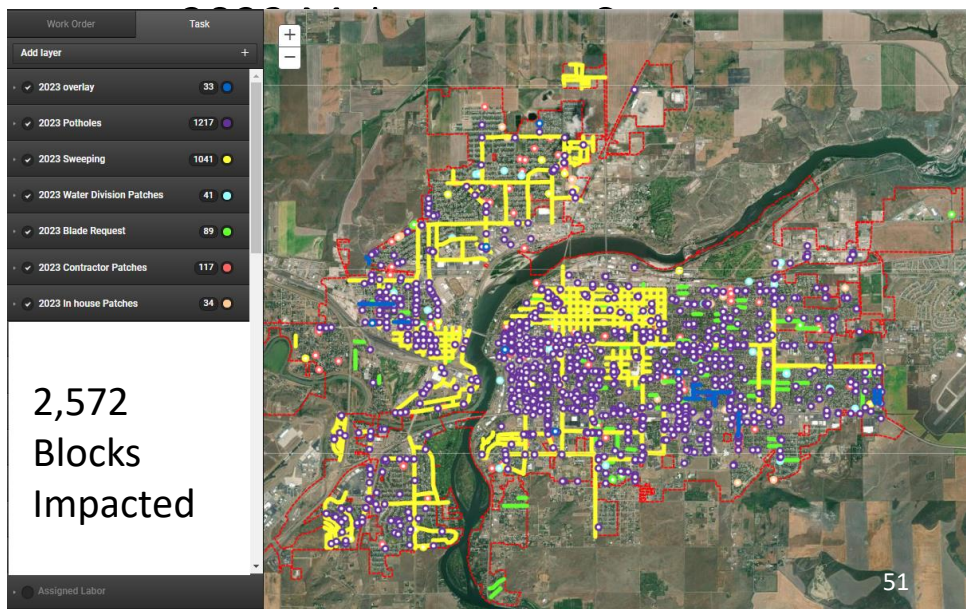 Work Order
Task
Add layer +
2023 overlay 33
2023 Potholes 1217
2023 Sweeping 1041
2023 Water Division Patches 41
2023 Blade Request 89
2023 Contractor Patches 117
2023 In house Patches 34
2,572
Blocks
Impacted
Assigned Labor
+
−
51